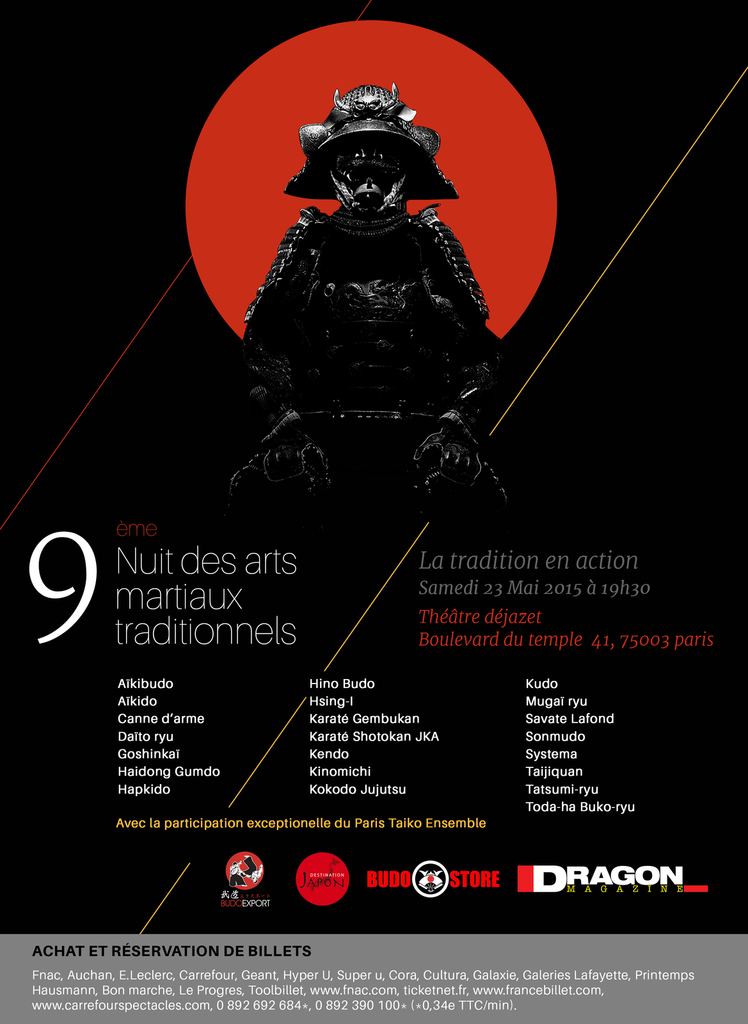 9
ème
Nuit des arts
martiaux
traditionnels
La tradition en action
Samedi 23 Mai 2015 à 19h30
Théâtre déjazet
Boulevard du temple 41, 75003 paris
Aïkibudo
Aïkido
Canne d'arme
Daïto ryu
Goshinkaï
Haidong Gumdo
Hapkido
Hino Budo
Hsing-I
Karaté Gembukan
Karaté Shotokan JKA
Kendo
Kinomichi
Kokodo Jujutsu
Kudo
Mugaï ryu
Savate Lafond
Sonmudo
Systema
Taijiquan
Tatsumi-ryu
Toda-ha Buko-ryu
Avec la participation exceptionelle du Paris Taiko Ensemble
武道
BUDOEXPORT
DESTINATION
JAPON
BUDO STORE
DRAGON
MAGAZINE
ACHAT ET RÉSERVATION DE BILLETS
Fnac, Auchan, E.Leclerc, Carrefour, Geant, Hyper U, Super u, Cora, Cultura, Galaxie, Galeries Lafayette, Printemps
Hausmann, Bon marche, Le Progres, Toolbillet, www.fnac.com, ticketnet.fr, www.francebillet.com,
www.carrefourspectacles.com, 0 892 692 684*, 0 892 390 100* (*0,34e TTC/min).